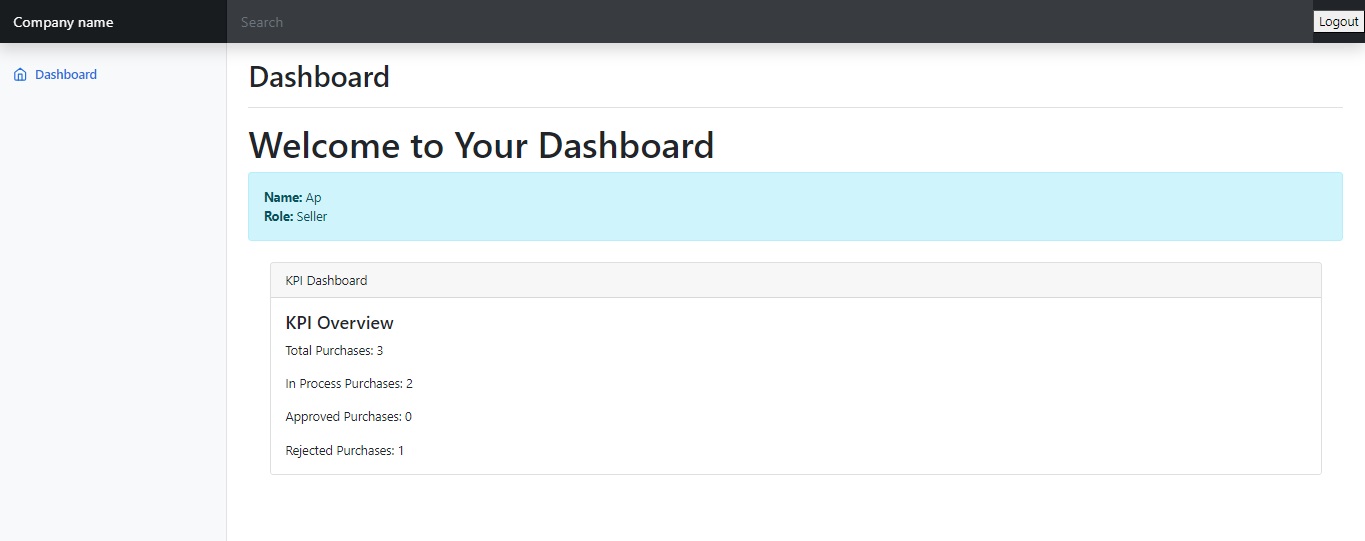 Company name
Search
Logout
Dashboard
Dashboard
Welcome to Your Dashboard
Name: Ap
Role: Seller
KPI Dashboard
KPI Overview
Total Purchases: 3
In Process Purchases: 2
Approved Purchases: 0
Rejected Purchases: 1